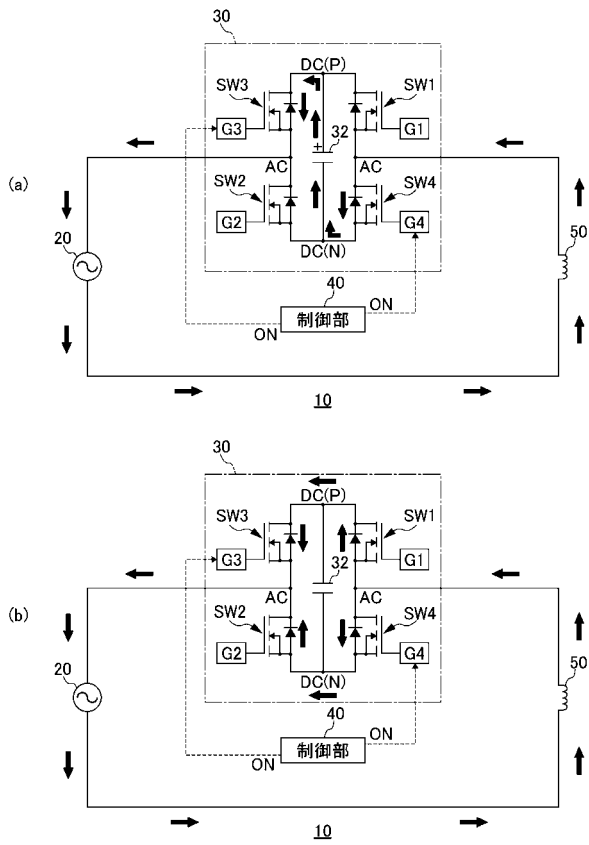 (a)
30
DC(P)
SW3
SW1
G3
32
G1
+
AC
AC
SW2
SW4
G2
G4
20
50
DC(N)
40
ON
制御部
ON
10
(b)
30
DC(P)
SW3
SW1
G3
32
G1
AC
AC
SW2
SW4
G2
G4
20
50
DC(N)
40
ON
制御部
ON
10